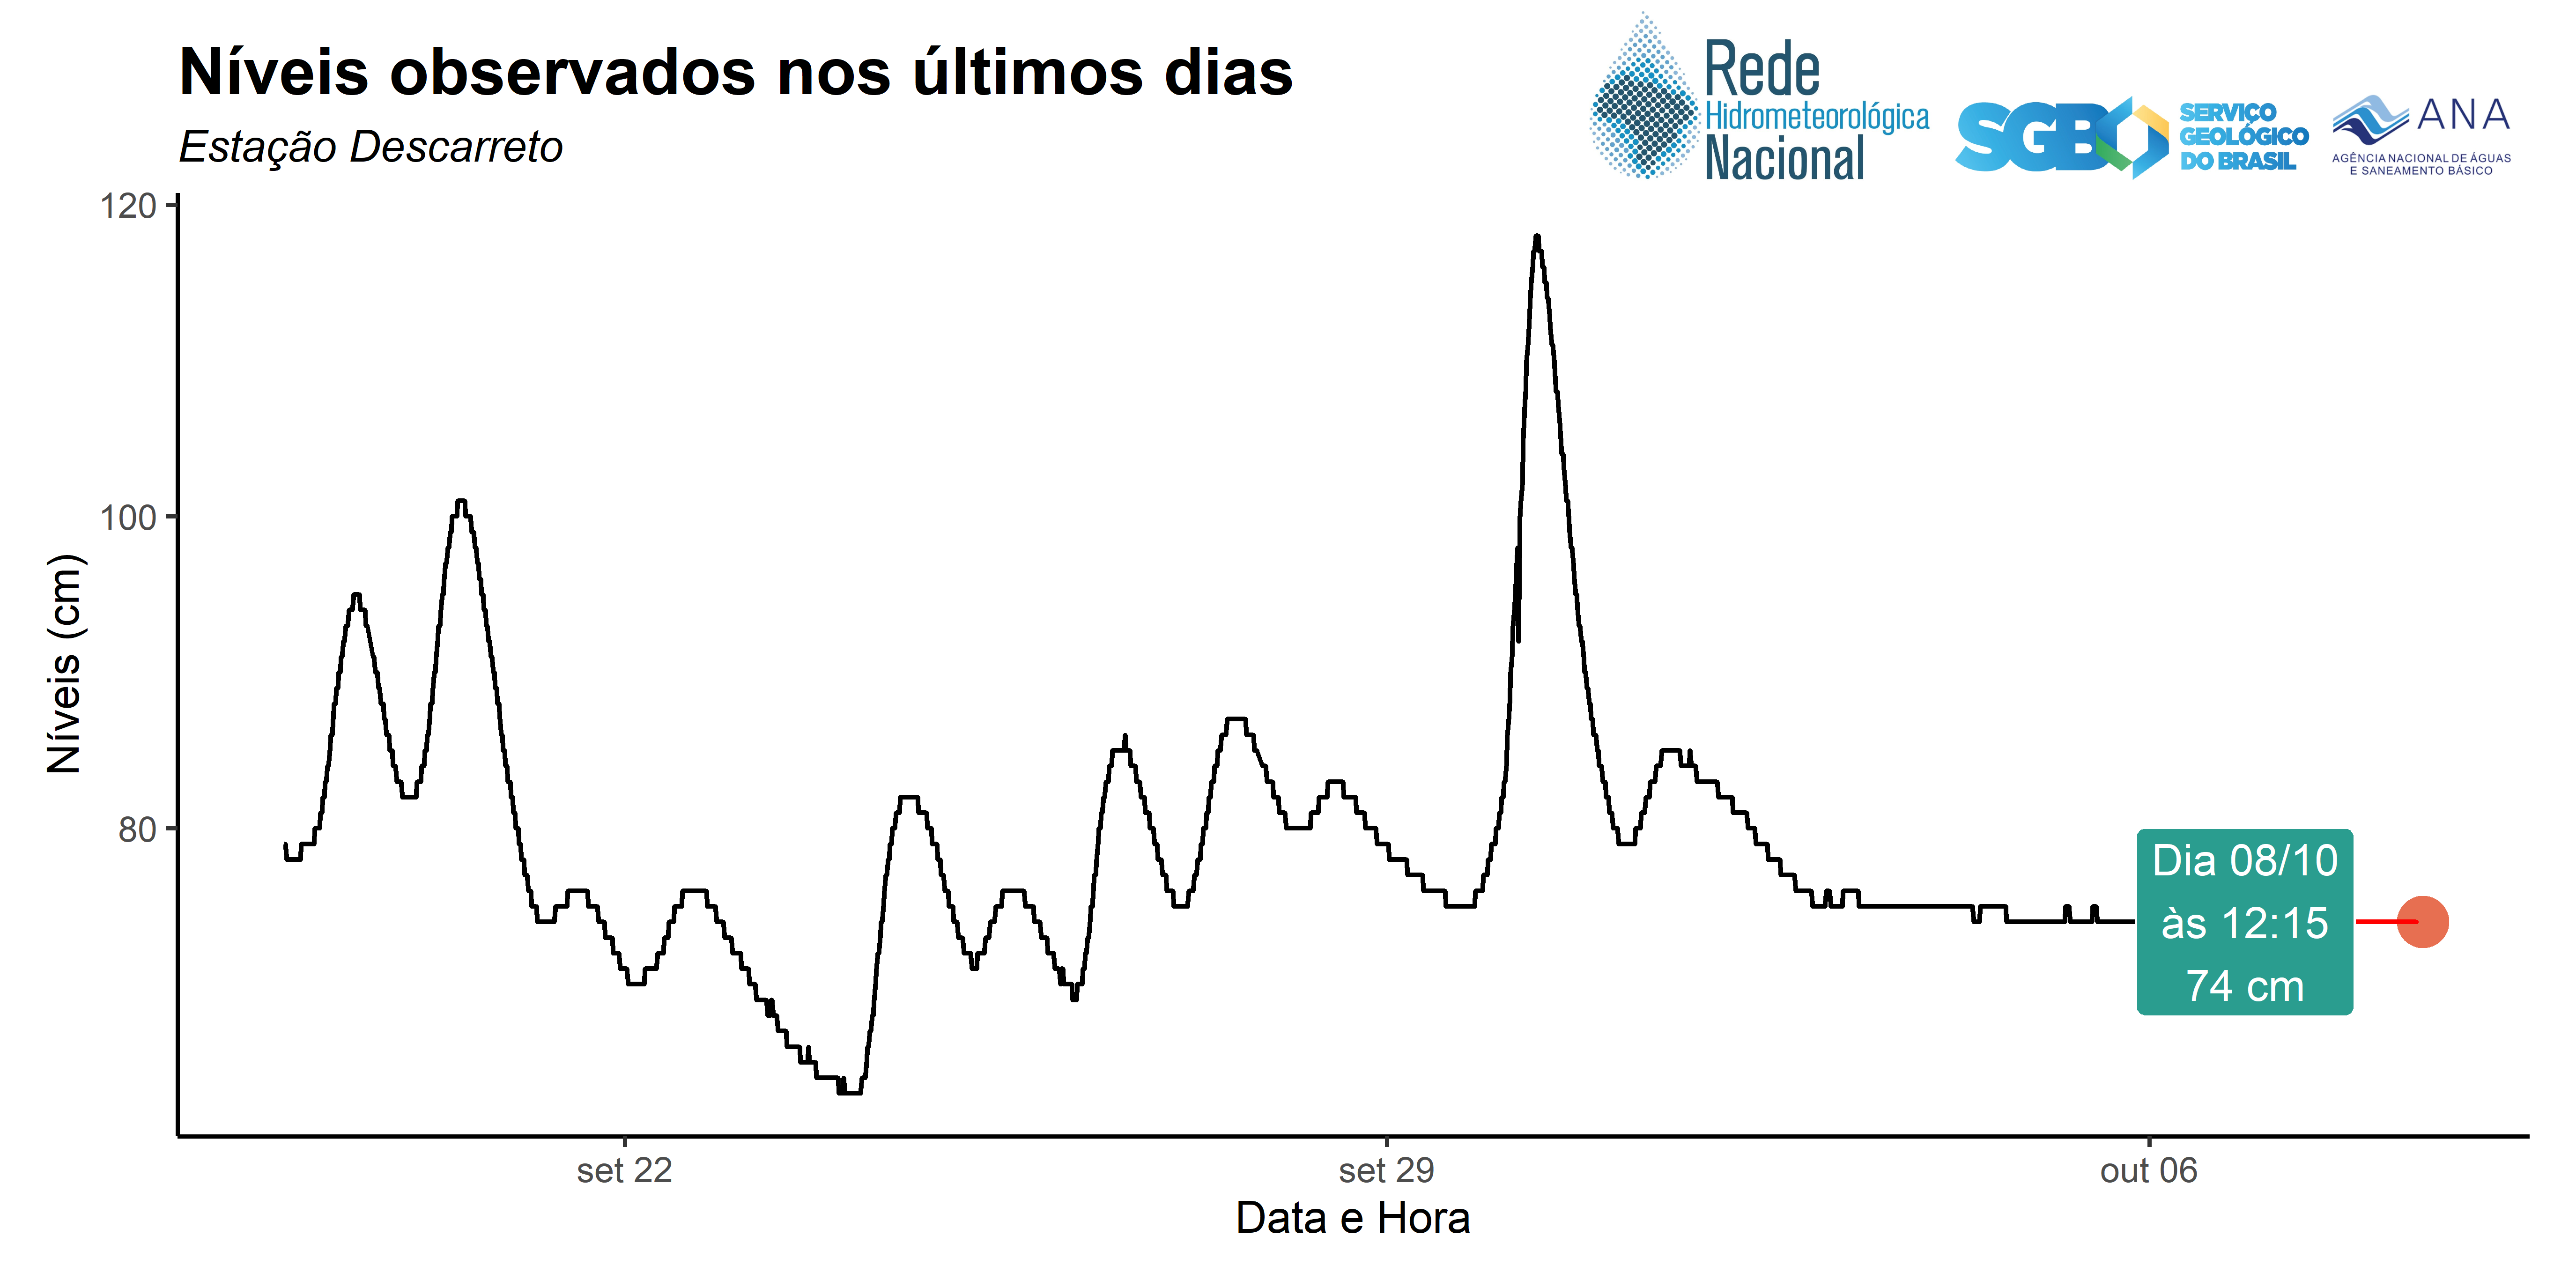 Níveis observados nos últimos dias
Estação Descarreto
Rede
Hidrometeorológica
Nacional
SGB
SERVIÇO
GEOLÓGICO
DO BRASIL
ANA
AGÊNCIA NACIONAL DE ÁGUAS
E SANEAMENTO BÁSICO
120
100
80
Níveis (cm)
Dia 08/10
às 12:15
74 cm
set 22
set 29
out 06
Data e Hora